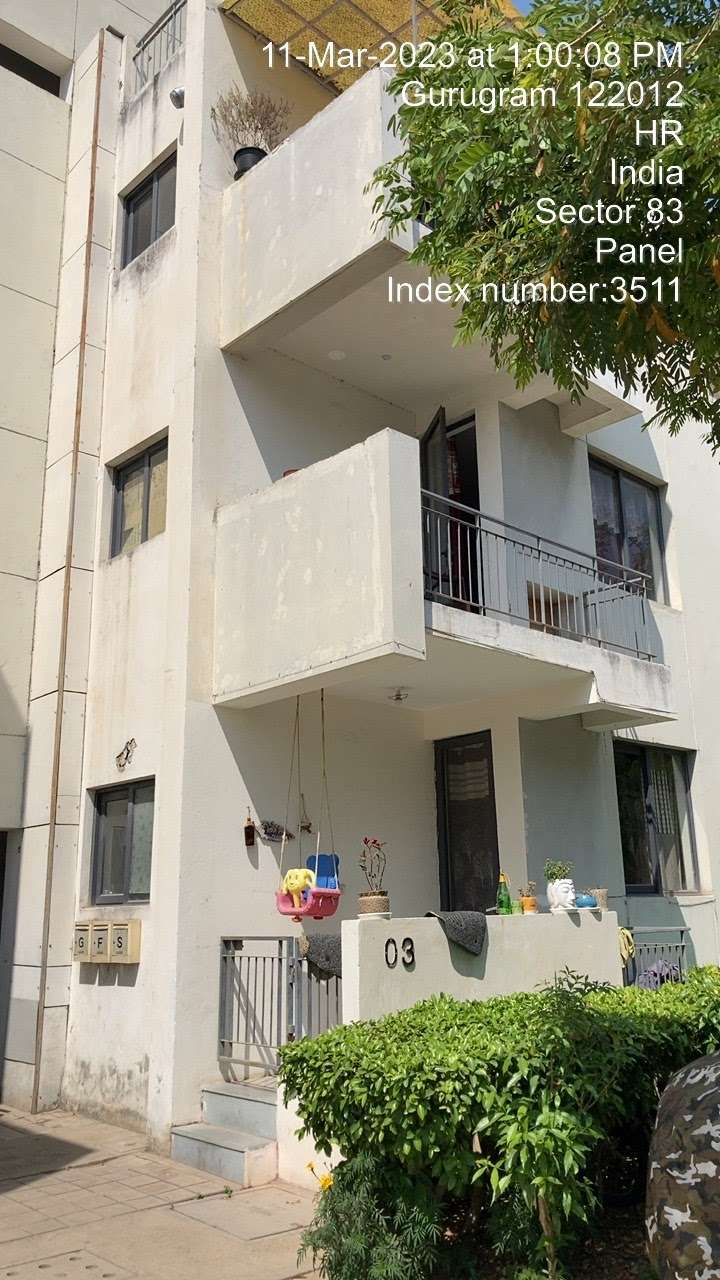 11-Mar-2023 at 1:00:08 PM
Gurugram 122012
HR
India
Sector 83
Panel
Index number:3511
G F S
03